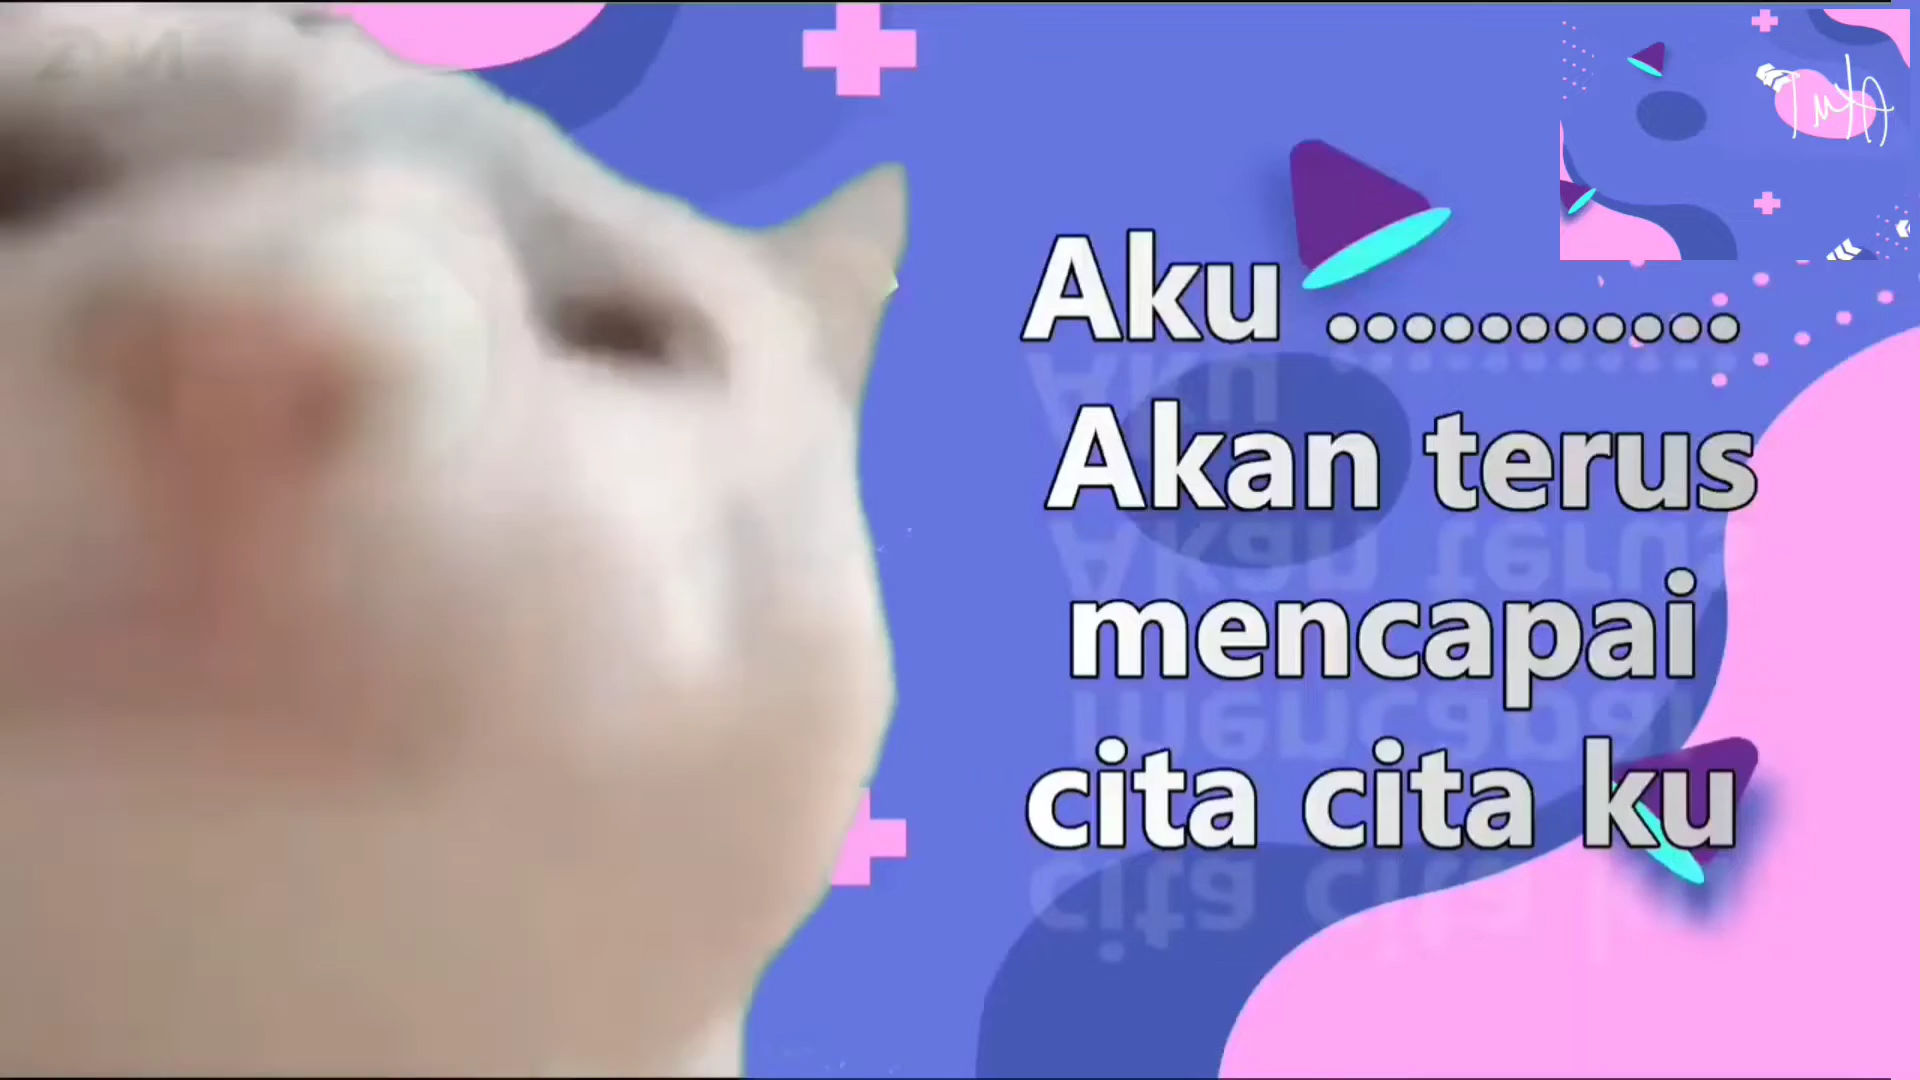 Aku ...........
Akan terus
mencapai
cita cita ku